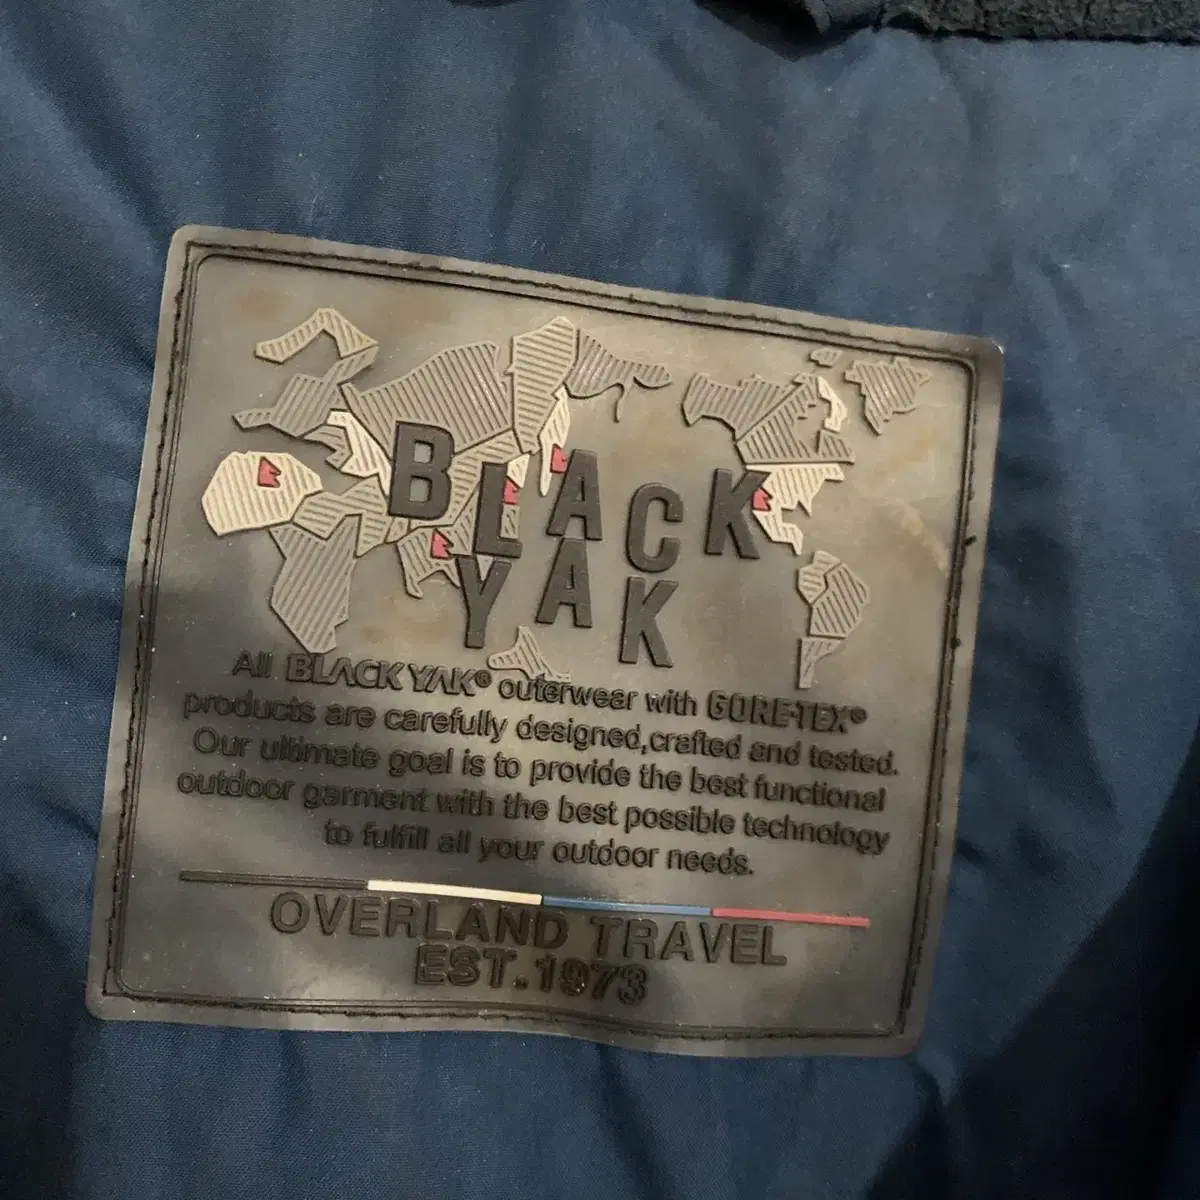 BLACK
YAK
All BLACK YAK® outerwear with GORE-TEX®
products are carefully designed,crafted and tested.
Our ultimate goal is to provide the best functional
outdoor garment with the best possible technology
to fulfill all your outdoor needs.
OVERLAND TRAVEL
EST.1973